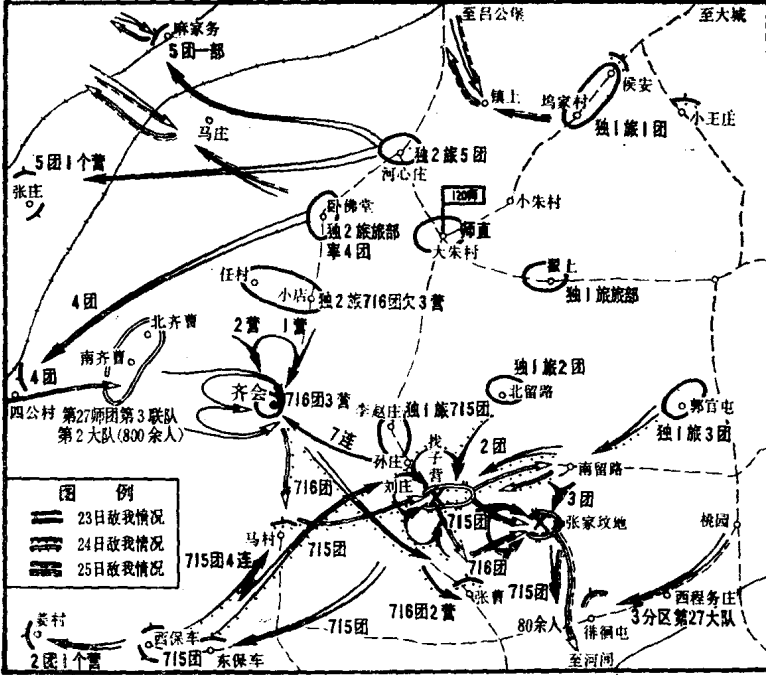 至吕公堡
至大城
麻家务
5团一部
镇上
坞家村
侯安
小王庄
独1旅1团
马庄
5团1个营
张庄
独2旅5团
河心庄
卧佛堂
独2旅旅部
率4团
120师
师直
大朱村
小朱村
任村
小店
独2旅716团欠3营
独1旅旅部
4团
北齐曹
南齐曹
2营
1营
4团
四公村
第27师团第3联队
第2大队(800余人)
齐会
716团3营
李赵庄
独1旅715团
独1旅2团
北留路
郭官屯
独1旅3团
7连
孙庄
找子营
2团
刘庄
南留路
716团
715团
3团
张家坟地
桃园
图 例
23日敌我情况
24日敌我情况
25日敌我情况
马村
715团
715团4连
716团
张曹
716团2营
715团
80余人
西程务庄
3分区第27大队
徘徊屯
至河间
姜村
2团1个营
西保车
715团
东保车
715团